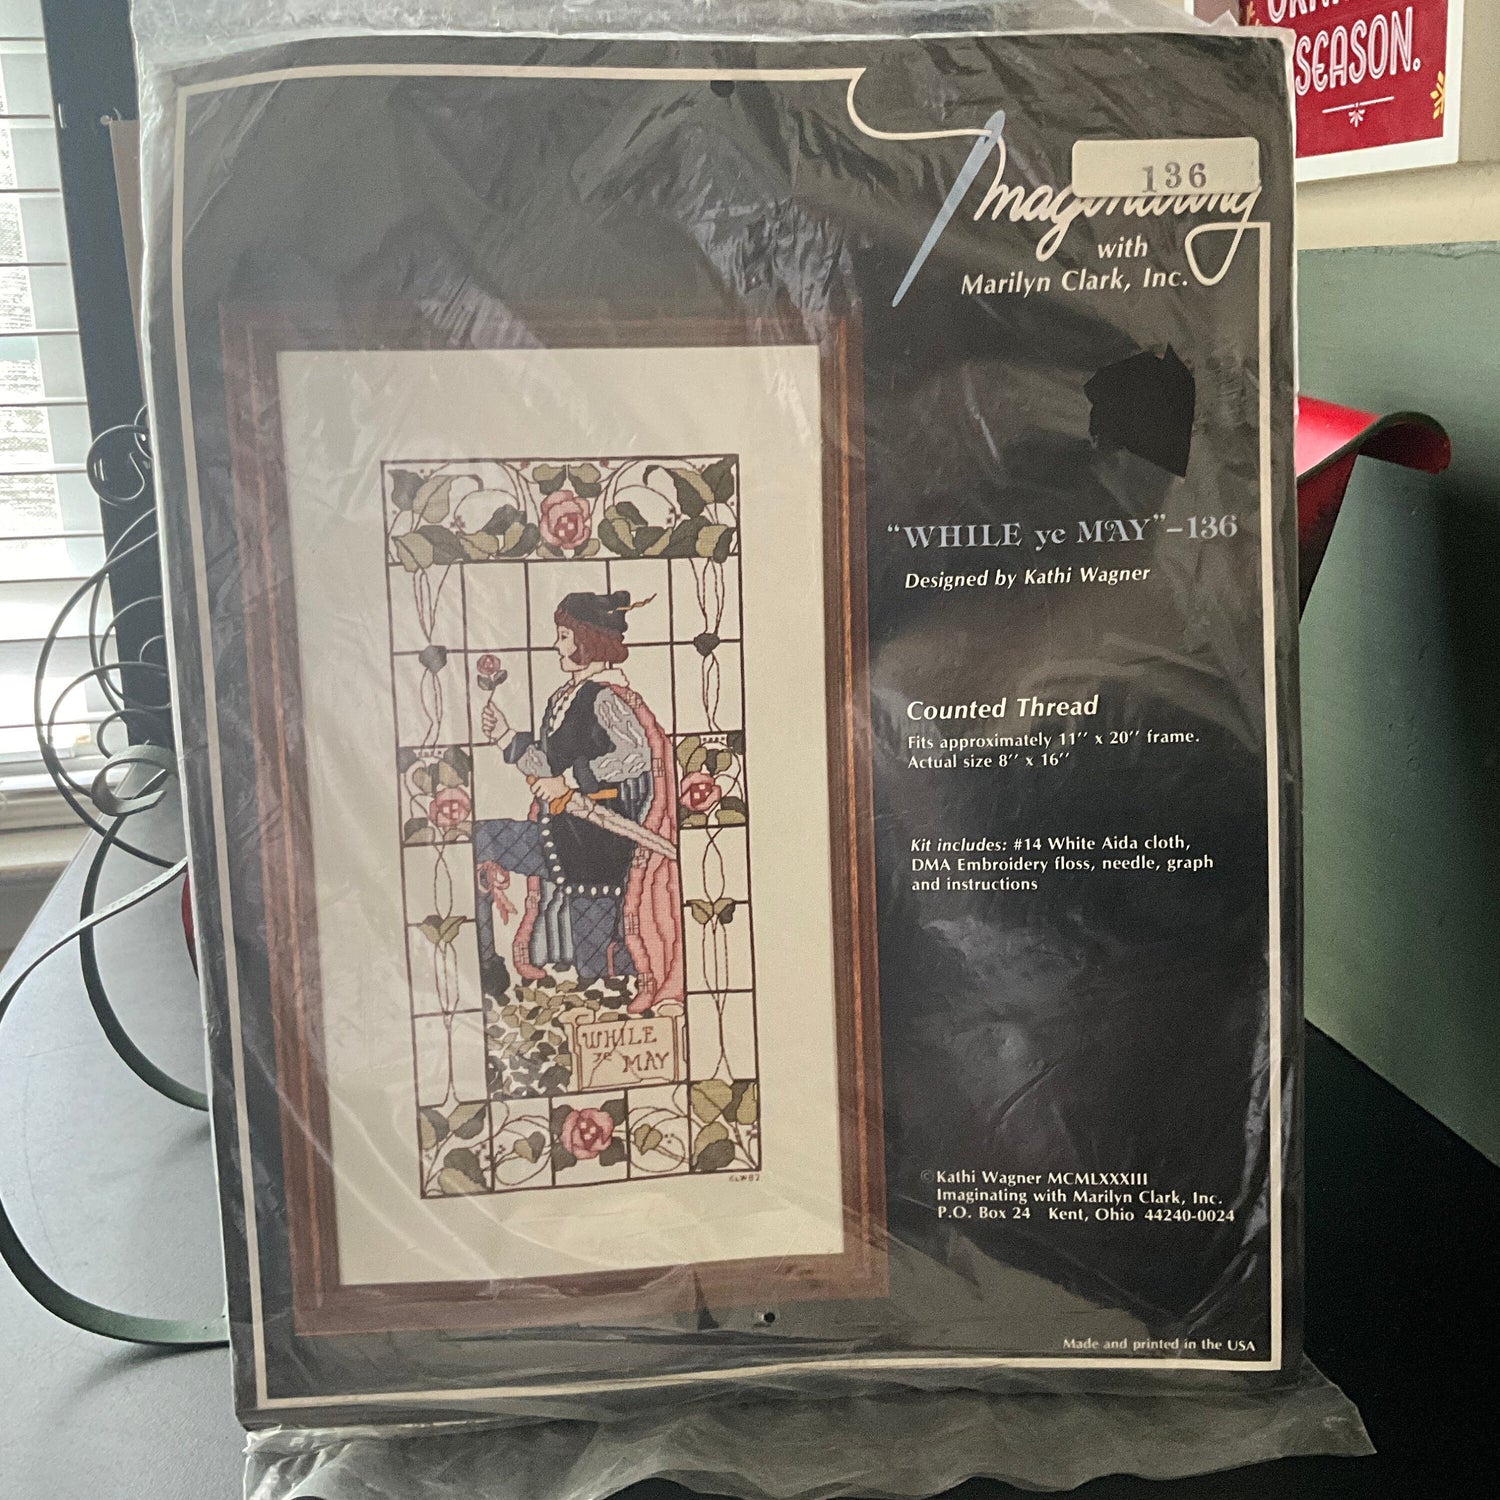 SEASON.
136
Imaginating
with
Marilyn Clark, Inc.
“WHILE ye MAY”–136
Designed by Kathi Wagner
Counted Thread
Fits approximately 11’’ x 20’’ frame.
Actual size 8’’ x 16’’
Kit includes: #14 White Aida cloth,
DMA Embroidery floss, needle, graph
and instructions
WHILE
ye MAY
© Kathi Wagner MCMLXXXIII
Imaginating with Marilyn Clark, Inc.
P.O. Box 24 Kent, Ohio 44240-0024
Made and printed in the USA